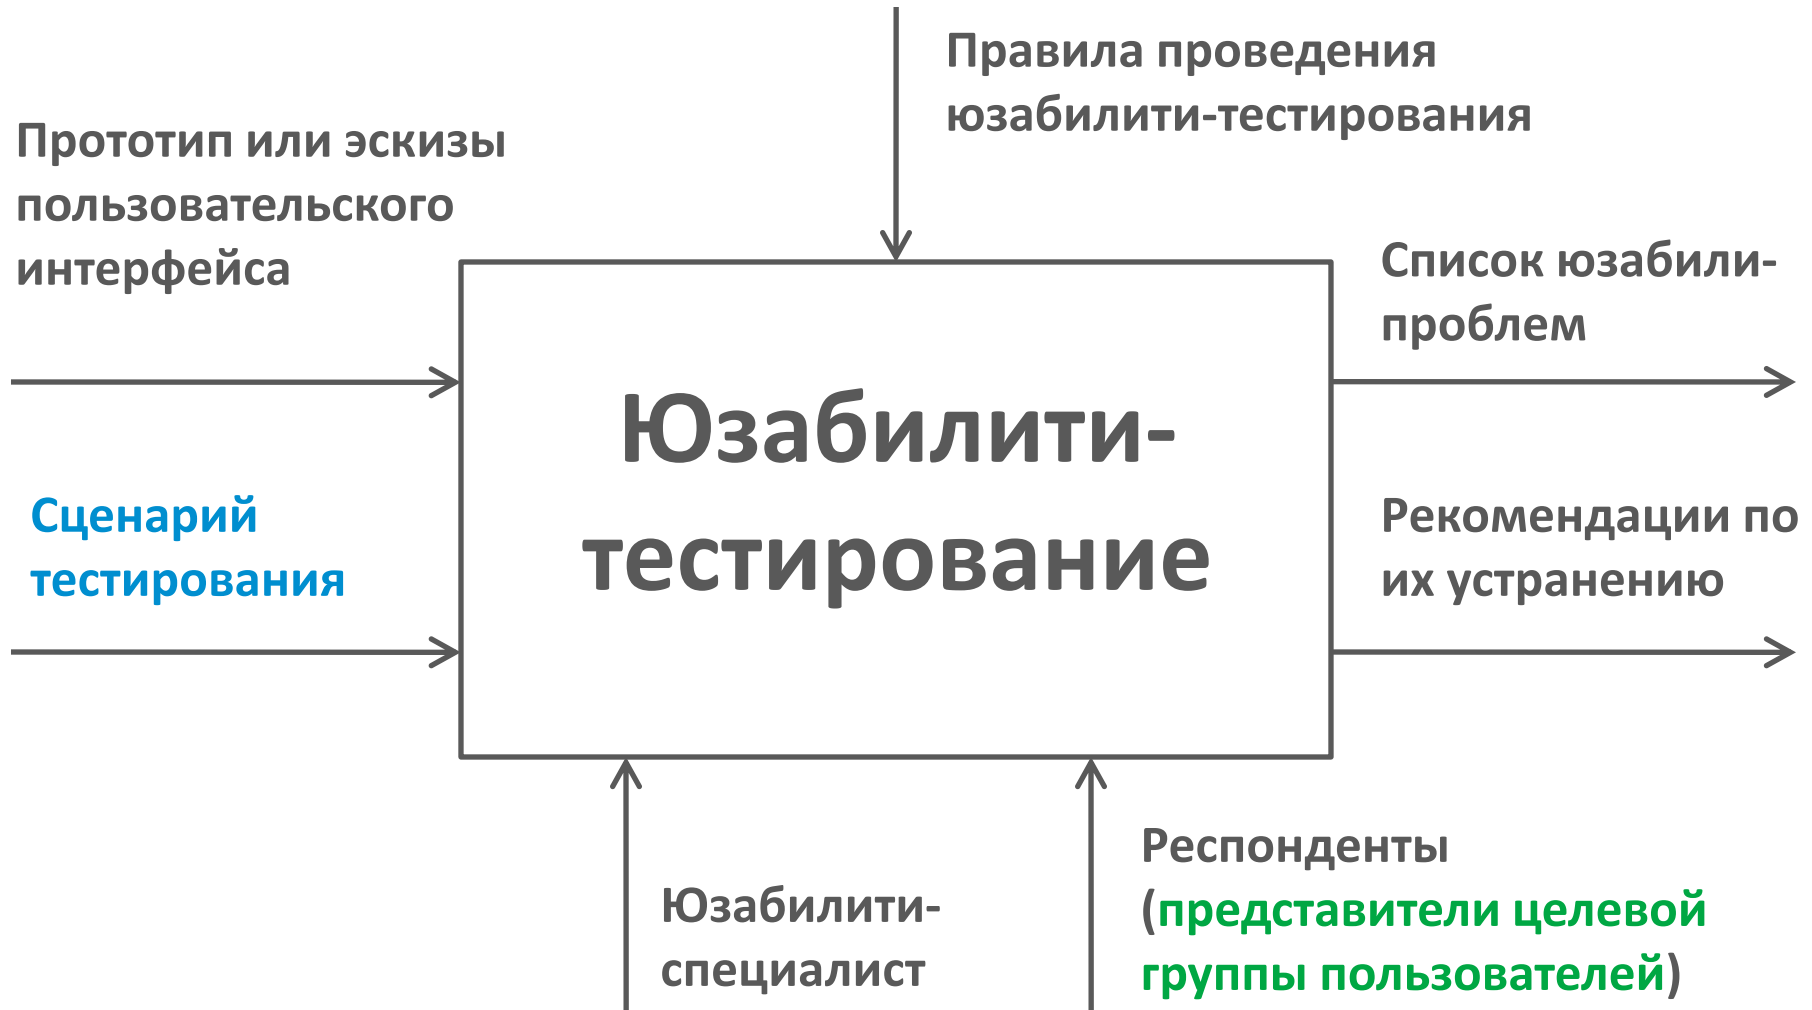 Правила проведения
юзабилити-тестирования
Прототип или эскизы
пользовательского
интерфейса
Список юзабили-
проблем
Юзабилити-
тестирование
Сценарий
тестирования
Рекомендации по
их устранению
Юзабилити-
специалист
Респонденты
(представители целевой
группы пользователей)